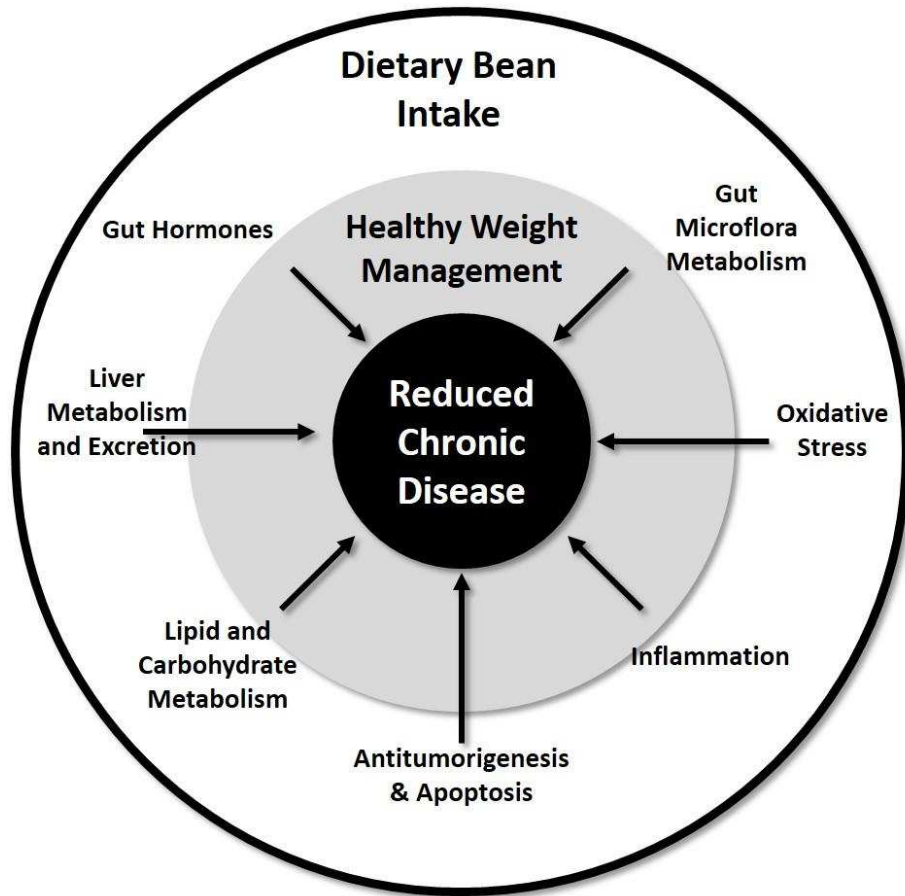 Dietary Bean
Intake
Gut Hormones
Healthy Weight
Management
Gut
Microflora
Metabolism
Liver
Metabolism
and Excretion
Reduced
Chronic
Disease
Oxidative
Stress
Lipid and
Carbohydrate
Metabolism
Inflammation
Antitumorigenesis
& Apoptosis